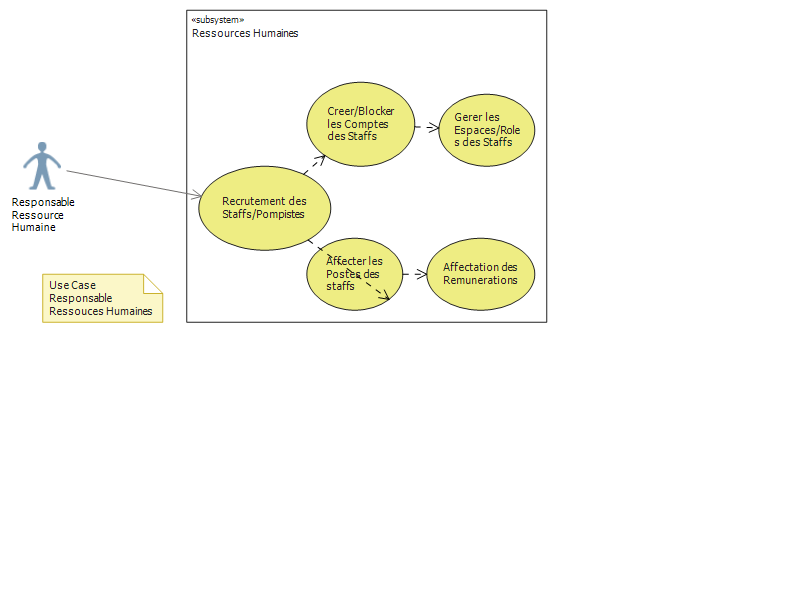 «subsystem»
Ressources Humaines
Creer/Blocker
les Comptes
des Staffs
Gerer les
Espaces/Role
s des Staffs
Responsable
Ressource
Humaine
Recrutement des
Staffs/Pompistes
Affecter les
Postes des
staffs
Affectation des
Remunerations
Use Case
Responsable
Ressouces Humaines